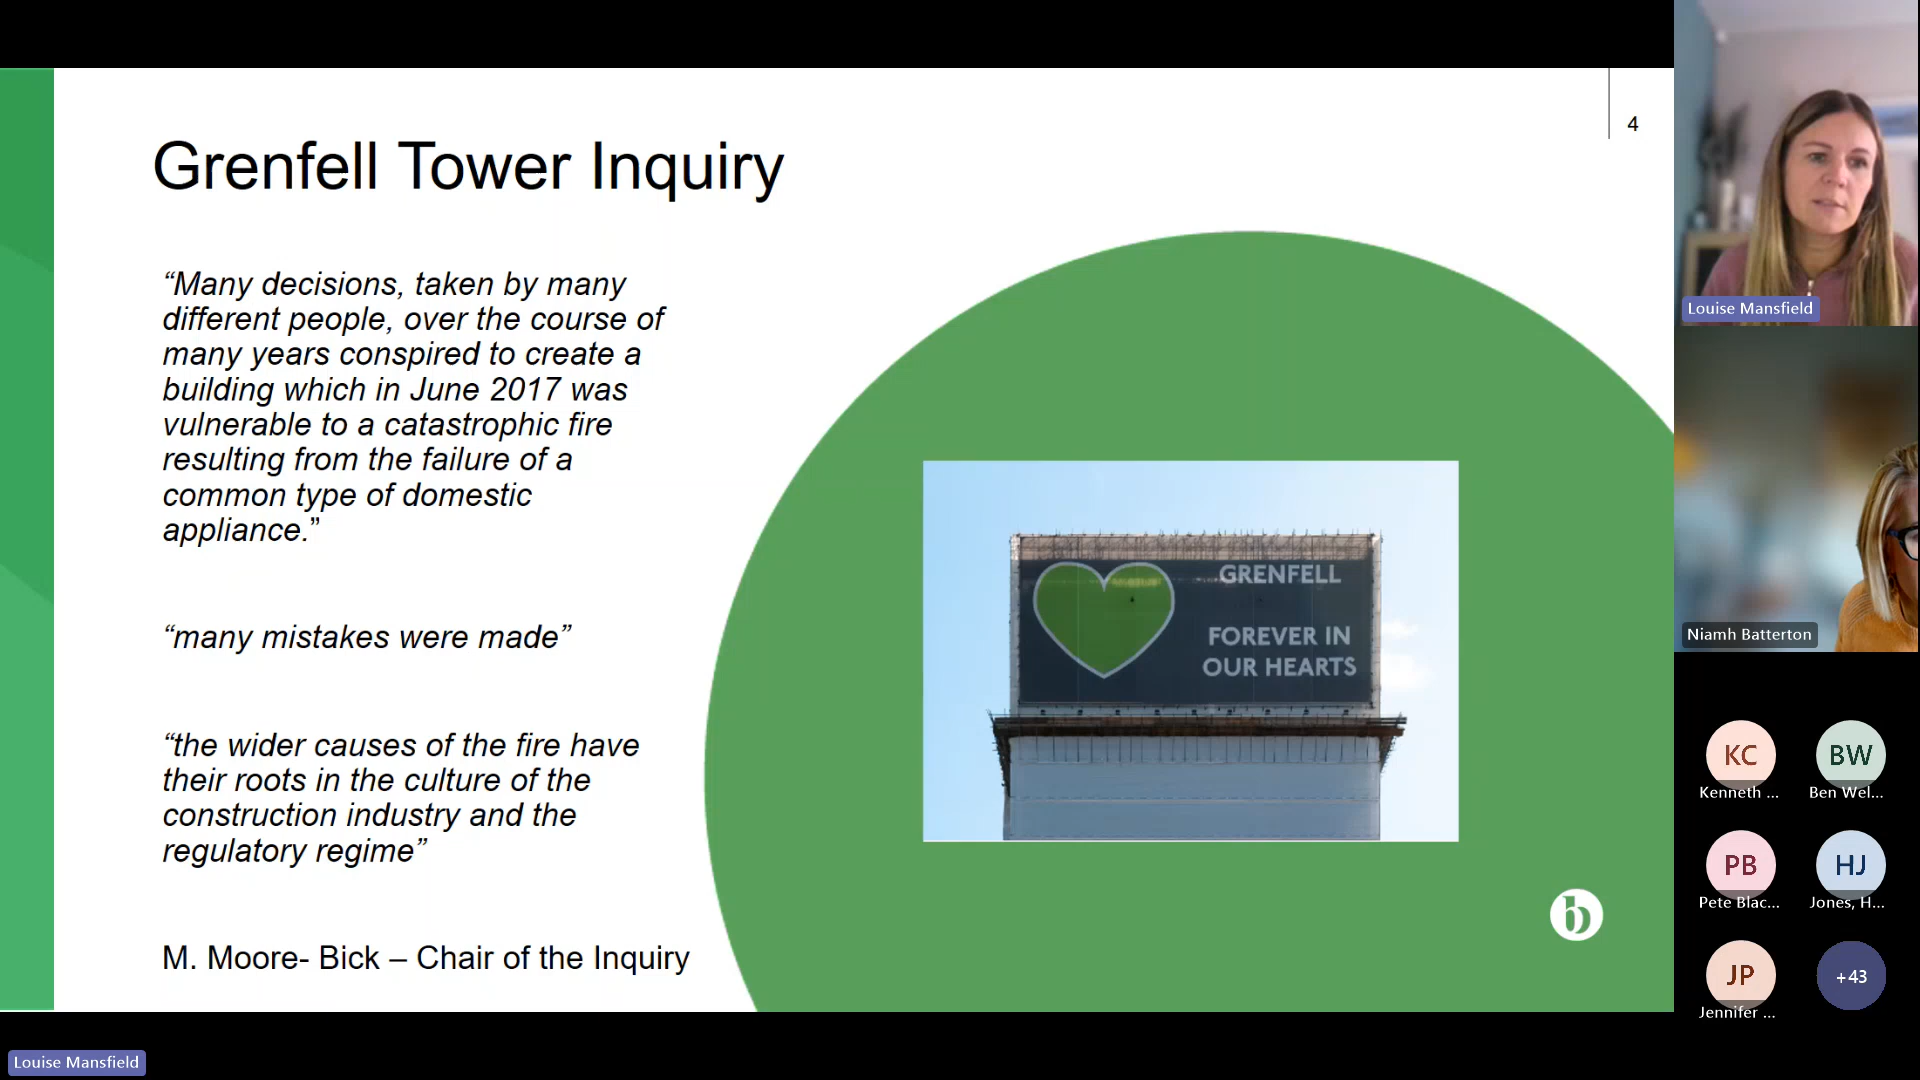 4
Grenfell Tower Inquiry
“Many decisions, taken by many
different people, over the course of
many years conspired to create a
building which in June 2017 was
vulnerable to a catastrophic fire
resulting from the failure of a
common type of domestic
appliance.”
“many mistakes were made”
“the wider causes of the fire have
their roots in the culture of the
construction industry and the
regulatory regime”
M. Moore- Bick – Chair of the Inquiry
GRENFELL
FOREVER IN
OUR HEARTS
b
Louise Mansfield
Niamh Batterton
KC
Kenneth ...
BW
Ben Wel...
PB
Pete Blac...
HJ
Jones, H...
JP
Jennifer ...
+43
Louise Mansfield